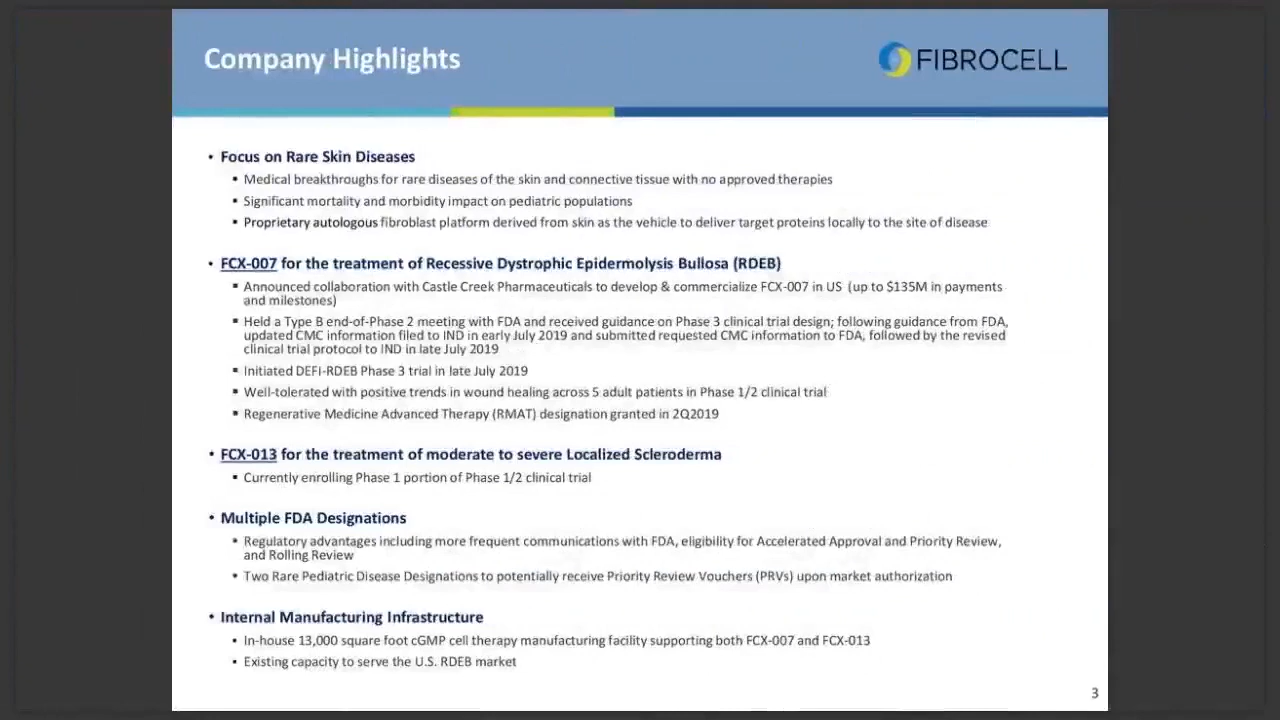 Company Highlights
FIBROCELL
• Focus on Rare Skin Diseases
▪ Medical breakthroughs for rare diseases of the skin and connective tissue with no approved therapies
▪ Significant mortality and morbidity impact on pediatric populations
▪ Proprietary autologous fibroblast platform derived from skin as the vehicle to deliver target proteins locally to the site of disease
• FCX-007 for the treatment of Recessive Dystrophic Epidermolysis Bullosa (RDEB)
▪ Announced collaboration with Castle Creek Pharmaceuticals to develop & commercialize FCX-007 in US (up to $135M in payments
and milestones)
▪ Held a Type B end-of-Phase 2 meeting with FDA and received guidance on Phase 3 clinical trial design; following guidance from FDA,
updated CMC information filed to IND in early July 2019 and submitted requested CMC information to FDA, followed by the revised
clinical trial protocol to IND in late July 2019
▪ Initiated DEFI-RDEB Phase 3 trial in late July 2019
▪ Well-tolerated with positive trends in wound healing across 5 adult patients in Phase 1/2 clinical trial
▪ Regenerative Medicine Advanced Therapy (RMAT) designation granted in 2Q2019
• FCX-013 for the treatment of moderate to severe Localized Scleroderma
▪ Currently enrolling Phase 1 portion of Phase 1/2 clinical trial
• Multiple FDA Designations
▪ Regulatory advantages including more frequent communications with FDA, eligibility for Accelerated Approval and Priority Review,
and Rolling Review
▪ Two Rare Pediatric Disease Designations to potentially receive Priority Review Vouchers (PRVs) upon market authorization
• Internal Manufacturing Infrastructure
▪ In-house 13,000 square foot cGMP cell therapy manufacturing facility supporting both FCX-007 and FCX-013
▪ Existing capacity to serve the U.S. RDEB market
3